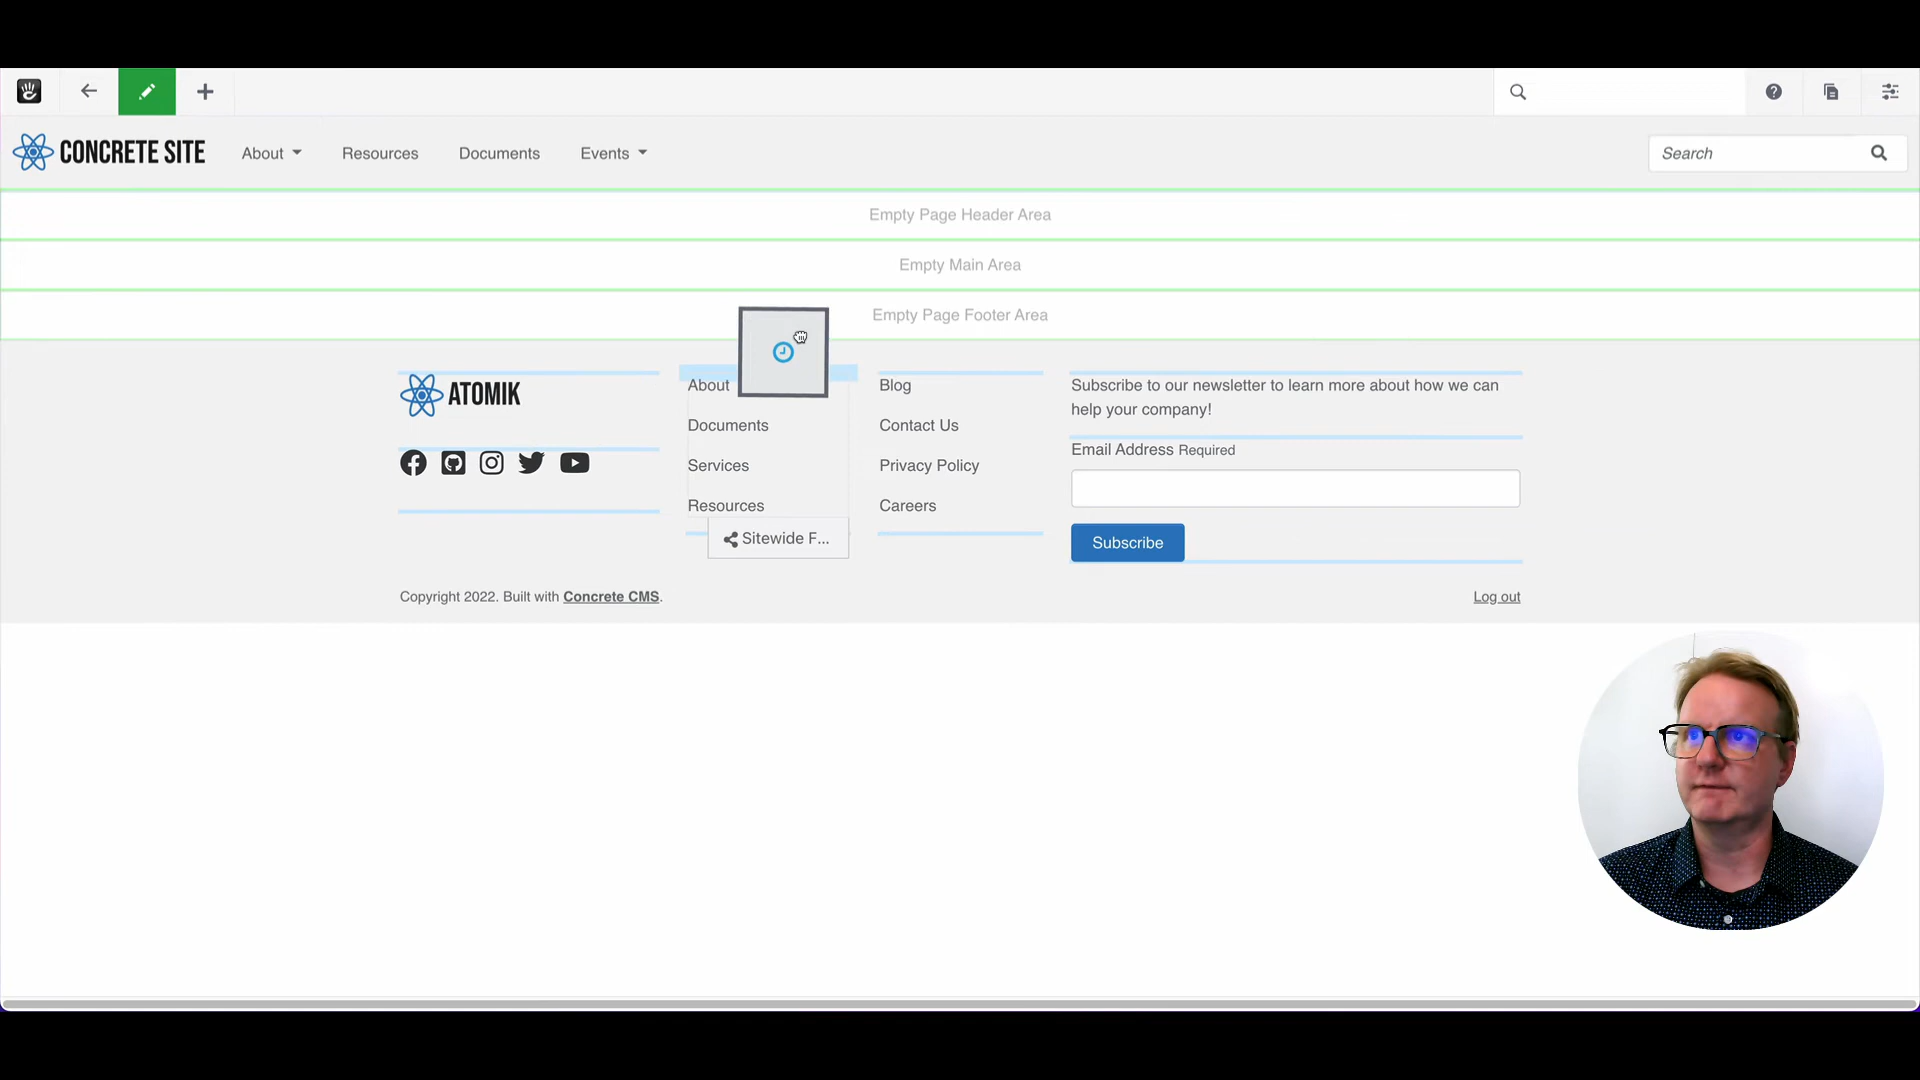 CONCRETE SITE
About
Resources
Documents
Events
Search
Empty Page Header Area
Empty Main Area
Empty Page Footer Area
ATOMIK
About
Documents
Services
Resources
Sitewide F...
Blog
Contact Us
Privacy Policy
Careers
Subscribe to our newsletter to learn more about how we can
help your company!
Email Address Required
Subscribe
Copyright 2022. Built with Concrete CMS.
Log out